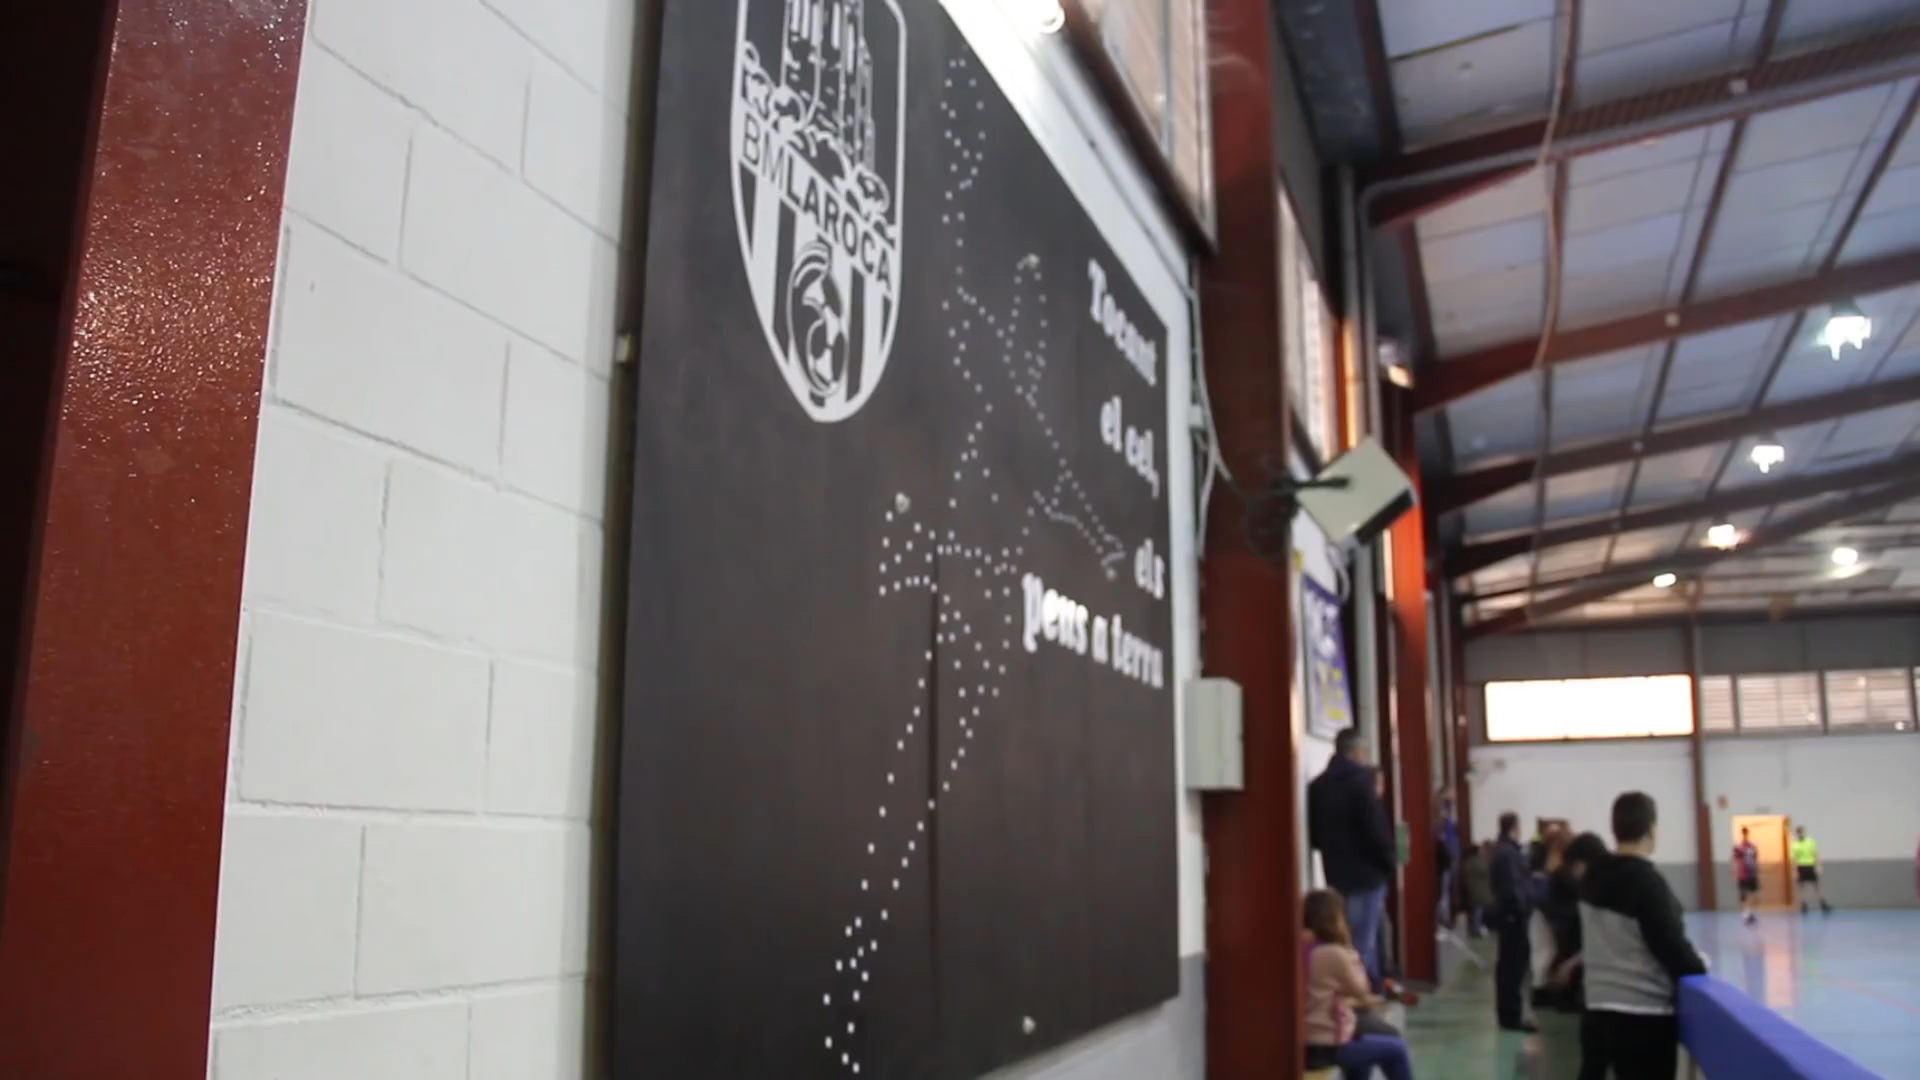 BMLAROCA
Tocant
el cel,
els
peus a terra